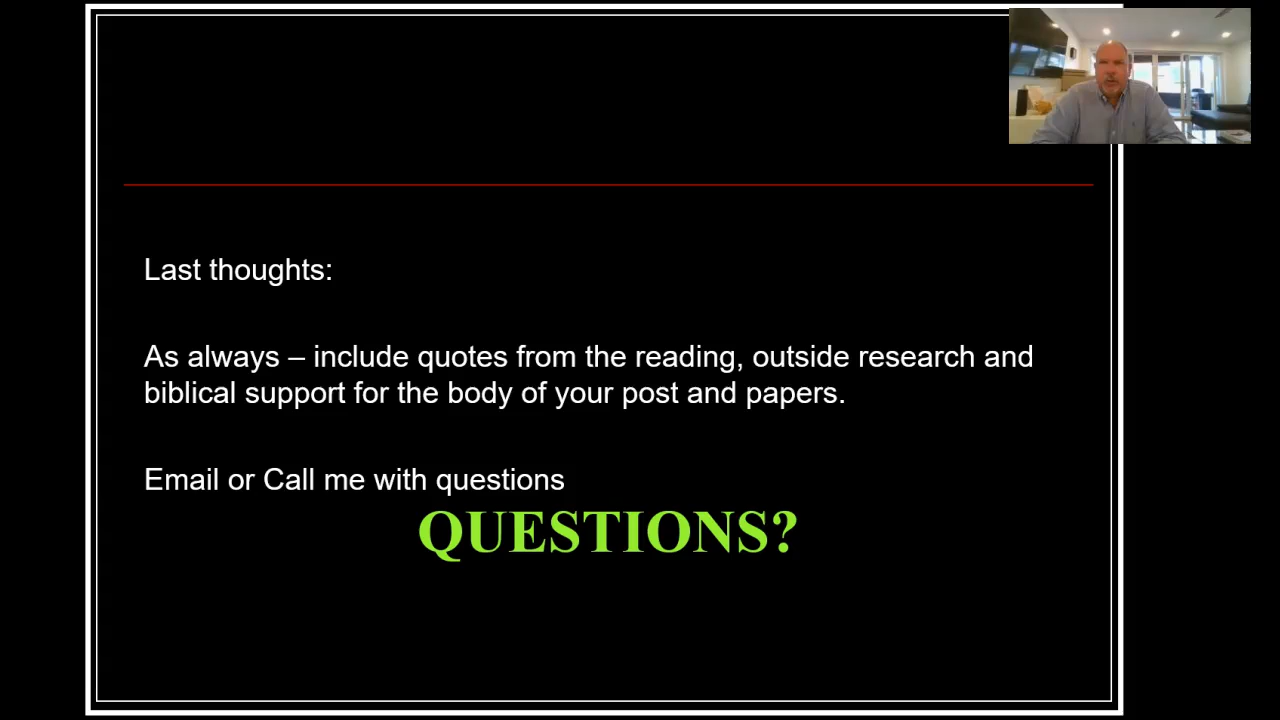 Last thoughts:
As always – include quotes from the reading, outside research and
biblical support for the body of your post and papers.
Email or Call me with questions
QUESTIONS?